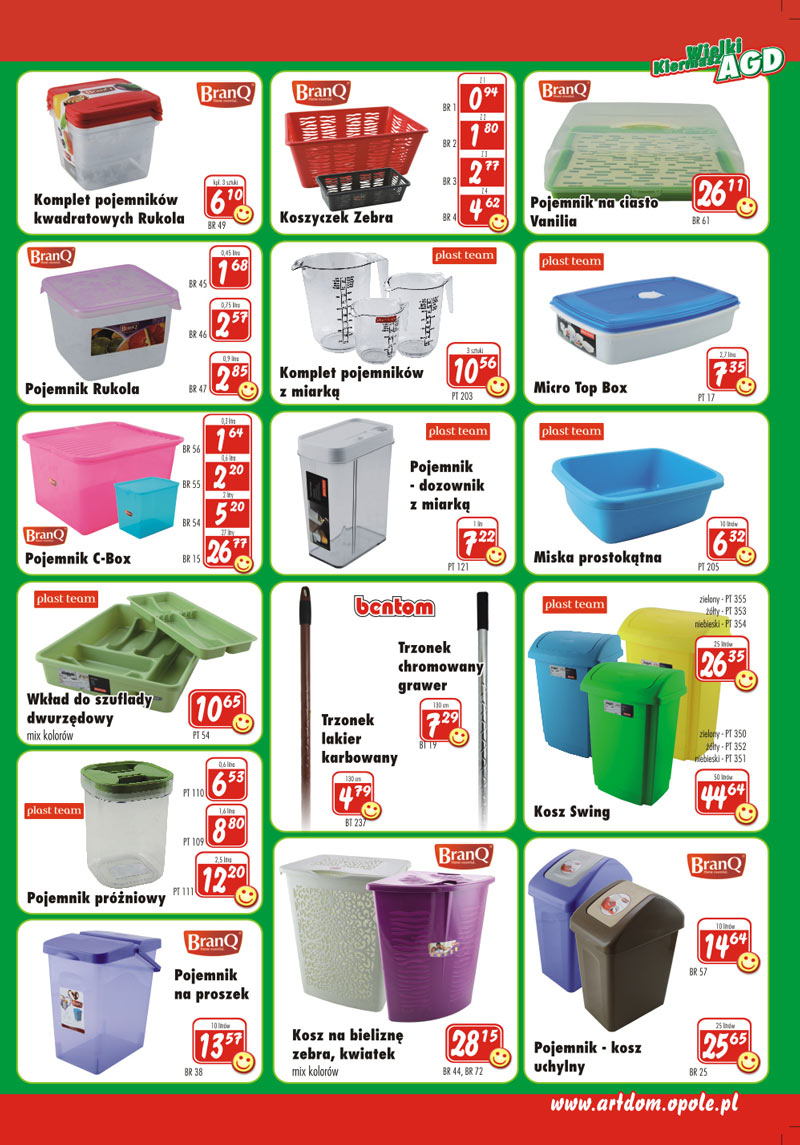 Wielki
Kiermasz AGD
BranQ
kpl. 3 sztuki
6,10
Komplet pojemników
kwadratowych Rukola
BR 49
BranQ
Z 1
BR 1
0,94
Z 2
BR 2
1,80
Z 3
BR 3
2,77
Z 4
BR 4
4,62
Koszyczek Zebra
BranQ
Pojemnik na ciasto
Vanilia
26,11
BR 61
BranQ
0,45 litra
BR 45
1,68
0,75 litra
BR 46
2,57
0,9 litra
BR 47
2,85
Pojemnik Rukola
plast team
Komplet pojemników
z miarką
3 sztuki
10,56
PT 203
plast team
Micro Top Box
2,7 litra
7,35
PT 17
0,3 litra
BR 56
1,64
0,6 litra
BR 55
2,20
2 litry
BR 54
5,20
27 litry
BR 15
26,77
BranQ
Pojemnik C-Box
plast team
Pojemnik
- dozownik
z miarką
1 litr
7,22
PT 121
plast team
Miska prostokątna
10 litrów
6,32
PT 205
plast team
Wkład do szuflady
dwurzędowy
mix kolorów
10,65
PT 54
bentom
Trzonek
chromowany
grawer
130 cm
7,29
BT 19
Trzonek
lakier
karbowany
130 cm
4,79
BT 237
plast team
zielony - PT 355
żółty - PT 353
niebieski - PT 354
25 litrów
26,35
zielony - PT 350
żółty - PT 352
niebieski - PT 351
50 litrów
44,64
Kosz Swing
plast team
0,6 litra
PT 110
6,53
1,6 litra
PT 109
8,80
2,5 litra
PT 111
12,20
Pojemnik próżniowy
BranQ
Kosz na bieliznę
zebra, kwiatek
mix kolorów
28,15
BR 44, BR 72
BranQ
10 litrów
14,64
BR 57
25 litrów
25,65
BR 25
Pojemnik - kosz
uchylny
BranQ
Pojemnik
na proszek
10 litrów
13,57
BR 38
www.artdom.opole.pl